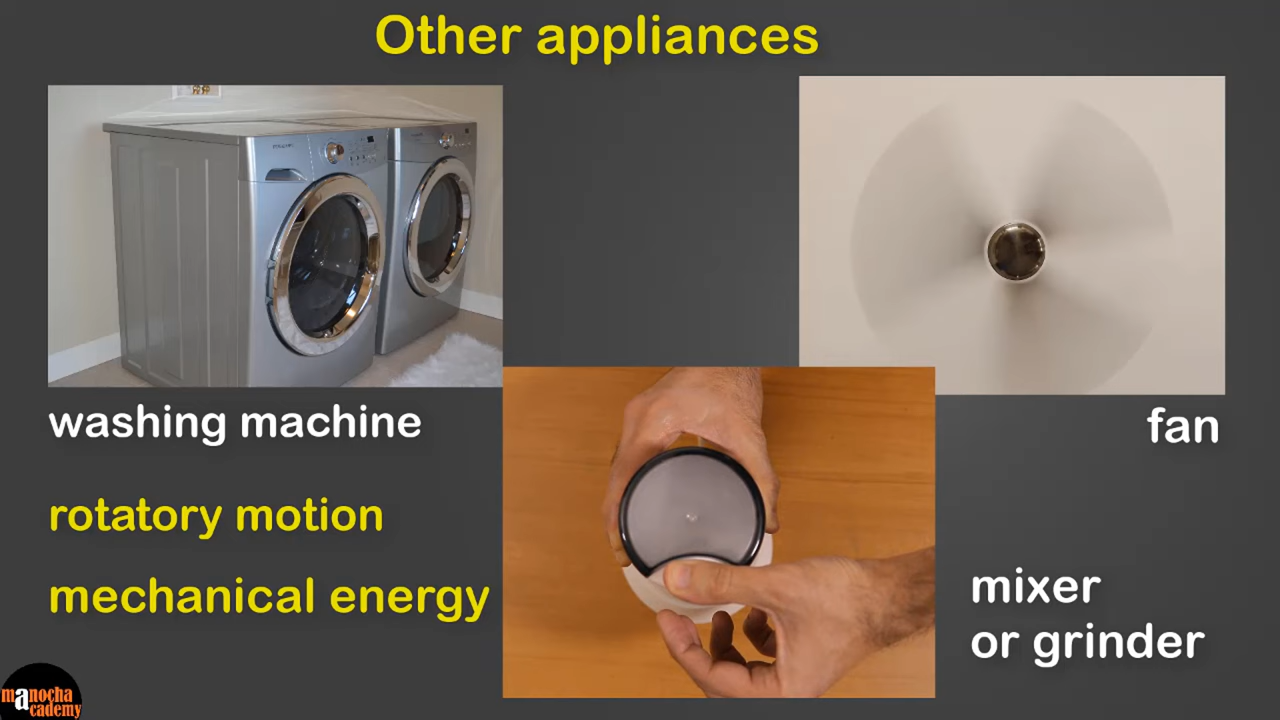 Other appliances
washing machine
fan
rotatory motion
mechanical energy
mixer
or grinder
manocha
academy